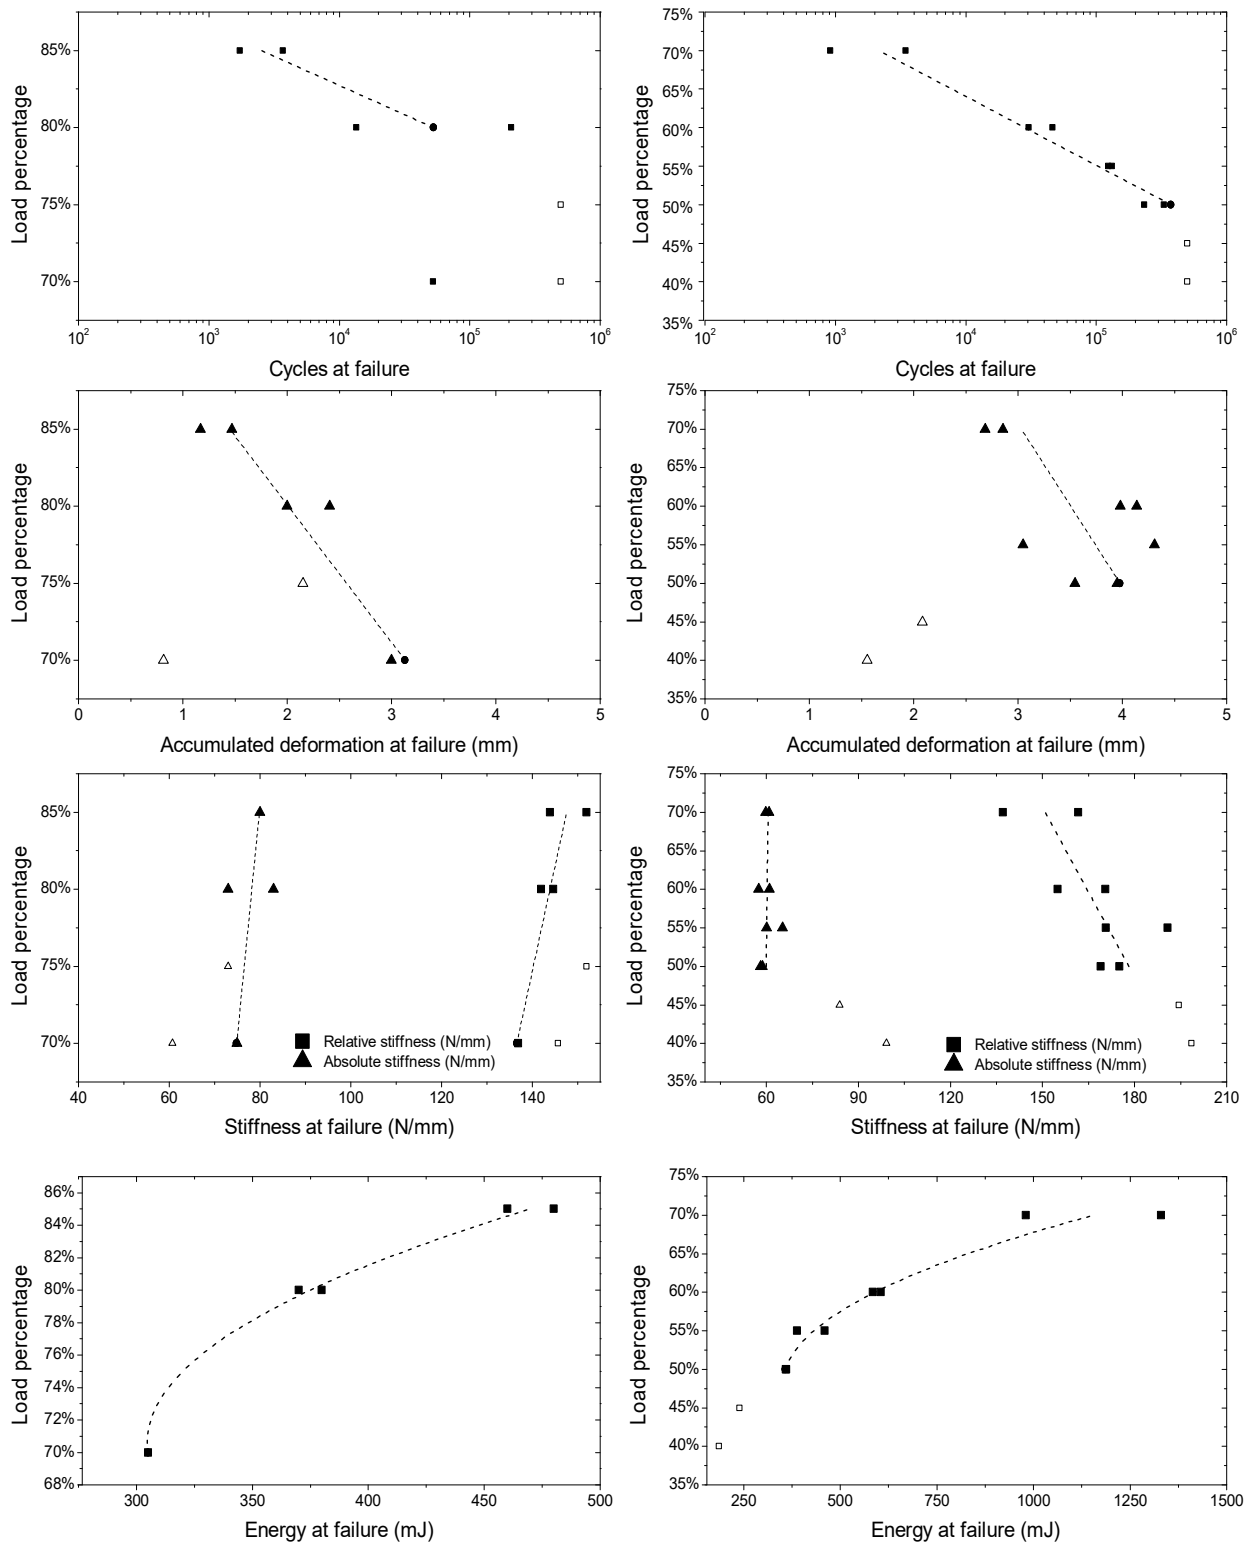 85%
80%
75%
70%
Load percentage
10² 10³ 10⁴ 10⁵ 10⁶
Cycles at failure
75%
70%
65%
60%
55%
50%
45%
40%
35%
Load percentage
10² 10³ 10⁴ 10⁵ 10⁶
Cycles at failure
85%
80%
75%
70%
Load percentage
0 1 2 3 4 5
Accumulated deformation at failure (mm)
75%
70%
65%
60%
55%
50%
45%
40%
35%
Load percentage
0 1 2 3 4 5
Accumulated deformation at failure (mm)
85%
80%
75%
70%
Load percentage
Relative stiffness (N/mm)
Absolute stiffness (N/mm)
40 60 80 100 120 140
Stiffness at failure (N/mm)
75%
70%
65%
60%
55%
50%
45%
40%
35%
Load percentage
Relative stiffness (N/mm)
Absolute stiffness (N/mm)
60 90 120 150 180 210
Stiffness at failure (N/mm)
86%
84%
82%
80%
78%
76%
74%
72%
70%
68%
Load percentage
300 350 400 450 500
Energy at failure (mJ)
75%
70%
65%
60%
55%
50%
45%
40%
35%
Load percentage
250 500 750 1000 1250 1500
Energy at failure (mJ)